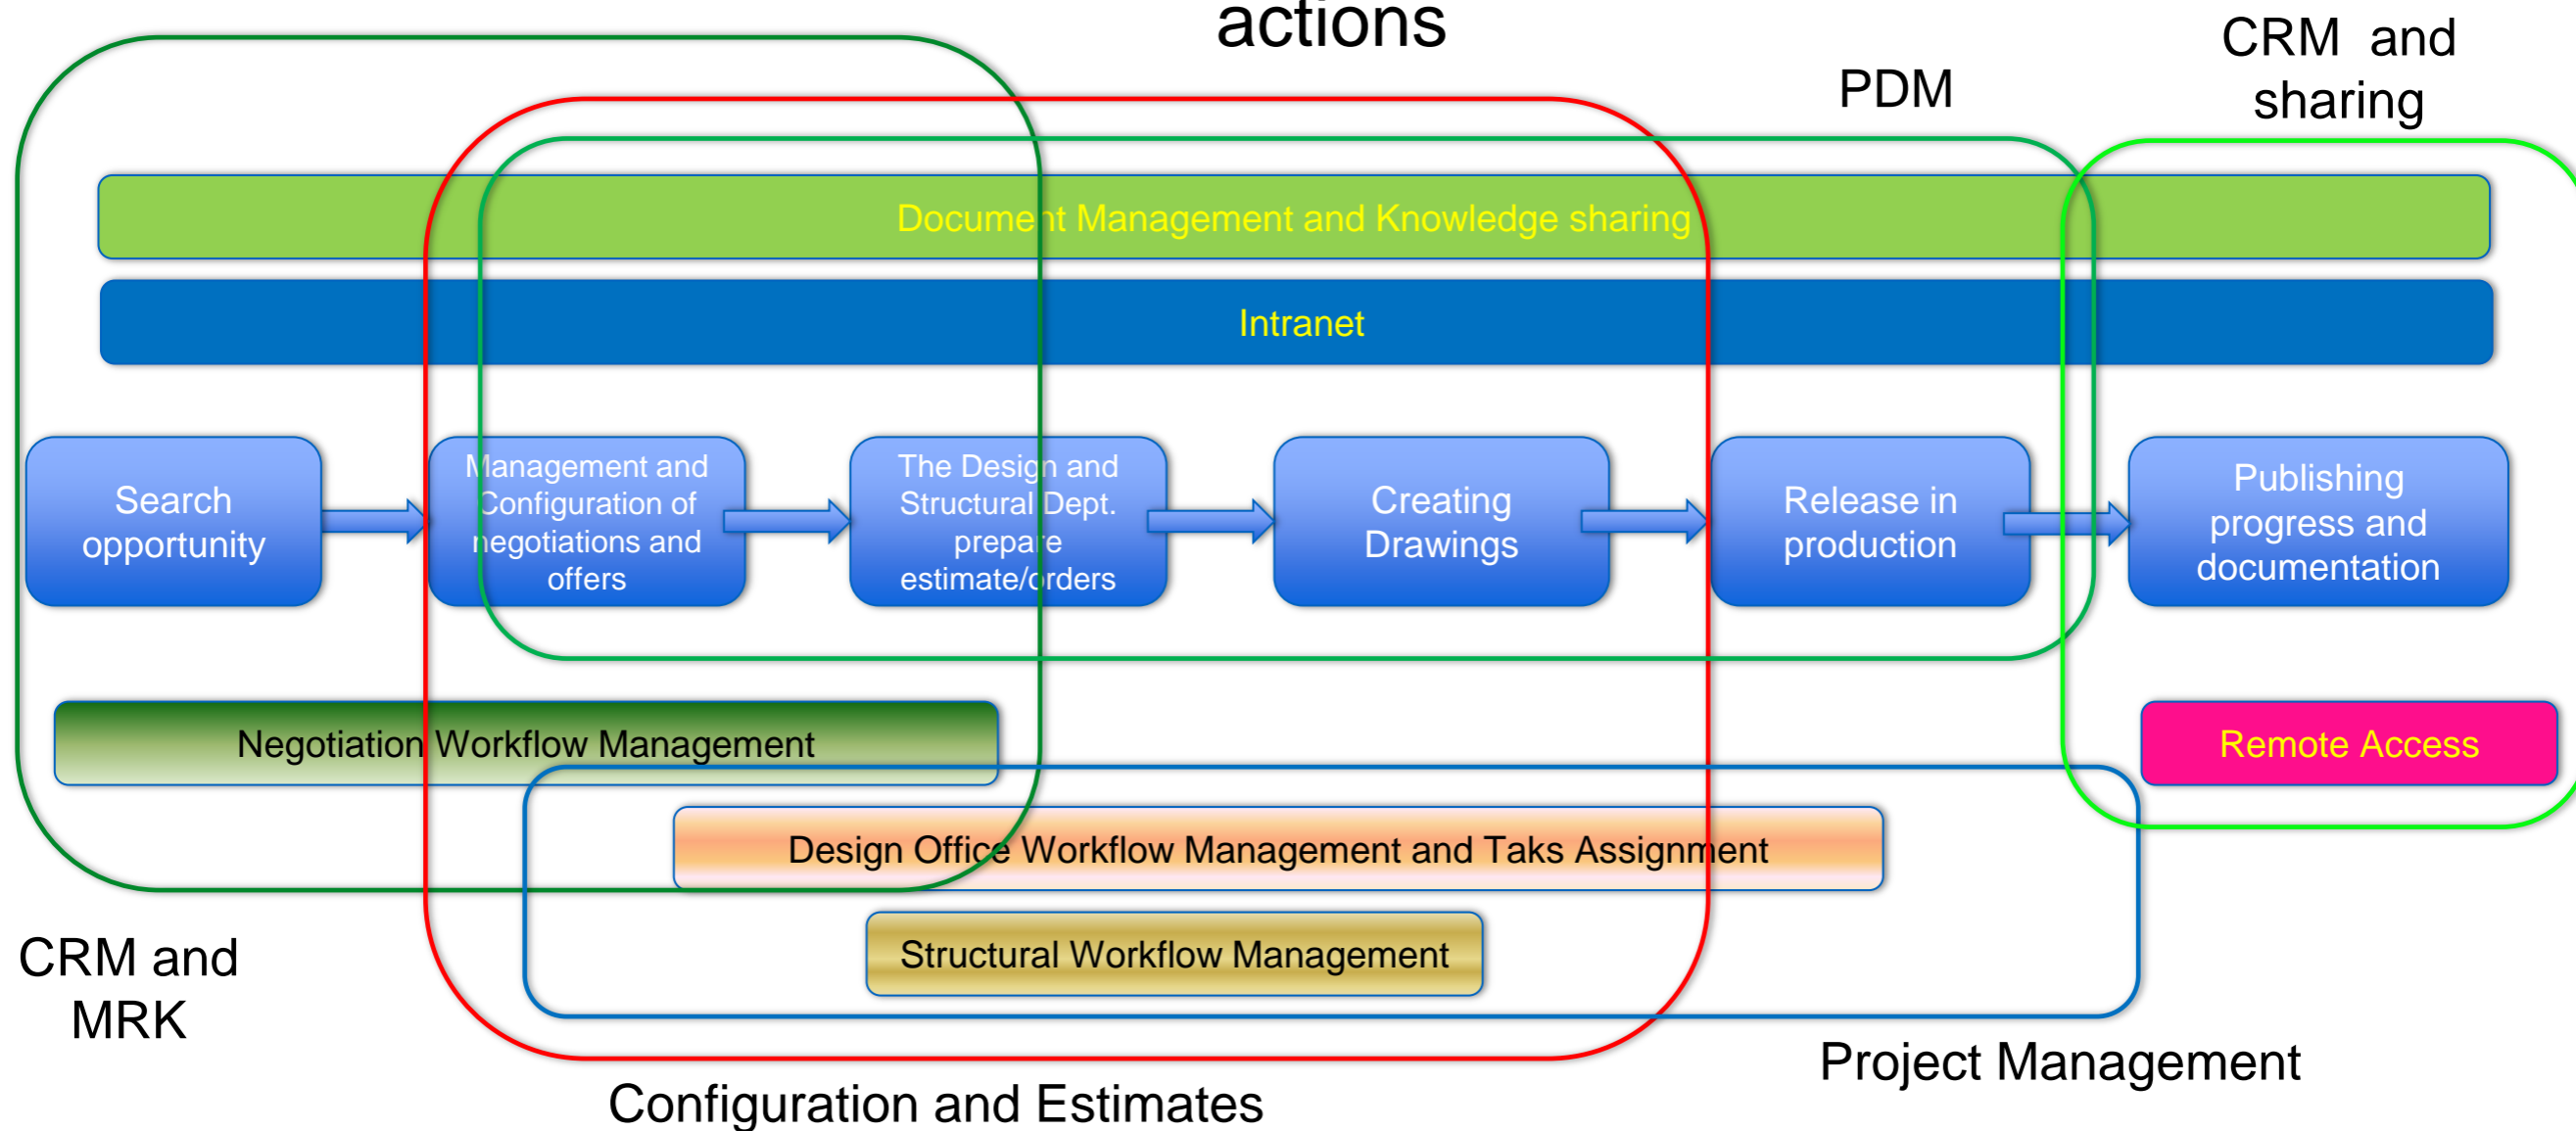 actions
CRM  and
sharing
PDM
Document Management and Knowledge sharing
Intranet
Search
opportunity
Management and
Configuration of
negotiations and
offers
The Design and
Structural Dept.
prepare
estimate/orders
Creating
Drawings
Release in
production
Publishing
progress and
documentation
Negotiation Workflow Management
Remote Access
Design Office Workflow Management and Taks Assignment
Structural Workflow Management
CRM and
MRK
Project Management
Configuration and Estimates